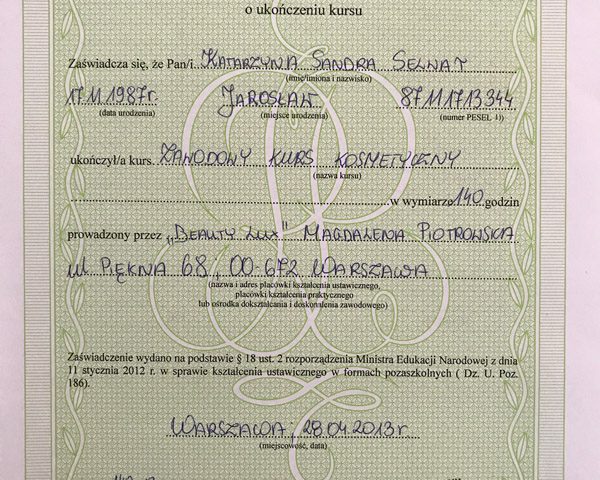 o ukończeniu kursu
Zaświadcza się, że Pan/i. KATARZYNA SANDRA SELNAT
(imię/imiona i nazwisko)
17.11.1987r. JAROSŁAW 87111713344
(data urodzenia) (miejsce urodzenia) (numer PESEL 1))
ukończył/a kurs. ZAWODOWY KURS KOSMETYCZNY
(nazwa kursu)
w wymiarze 140 godzin
prowadzony przez „BEAUTY LUX" MAGDALENA PIOTROWSKA
ul PIĘKNA 68, 00-672 WARSZAWA
(nazwa i adres placówki kształcenia ustawicznego,
placówki kształcenia praktycznego
lub ośrodka dokształcania i doskonalenia zawodowego)
Zaświadczenie wydano na podstawie § 18 ust. 2 rozporządzenia Ministra Edukacji Narodowej z dnia
11 stycznia 2012 r. w sprawie kształcenia ustawicznego w formach pozaszkolnych ( Dz. U. Poz.
186).
WARSZAWA, 28.04.2013r.
(miejscowość, data)